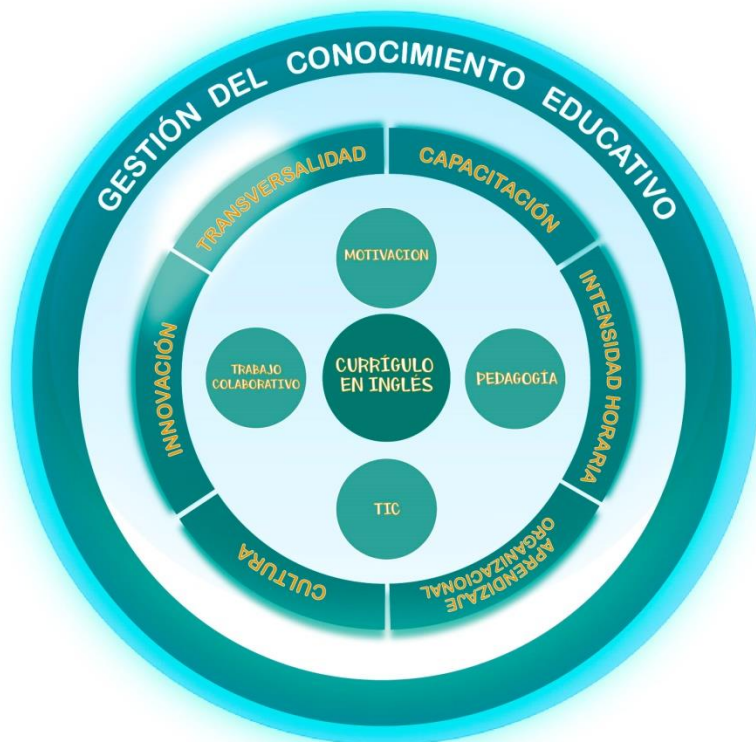 GESTIÓN DEL CONOCIMIENTO EDUCATIVO
TRANSVERSALIDAD
CAPACITACIÓN
INTENSIDAD HORARIA
APRENDIZAJE
ORGANIZACIONAL
CULTURA
INNOVACIÓN
MOTIVACION
TRABAJO
COLABORATIVO
CURRÍGULO
EN INGLÉS
PEDAGOGÍA
TIC